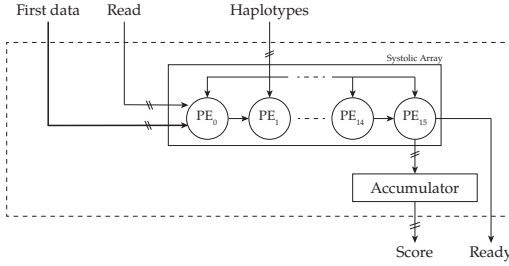 First data Read Haplotypes
Systolic Array
PE0 PE1 PE14 PE15
Accumulator
Score Ready